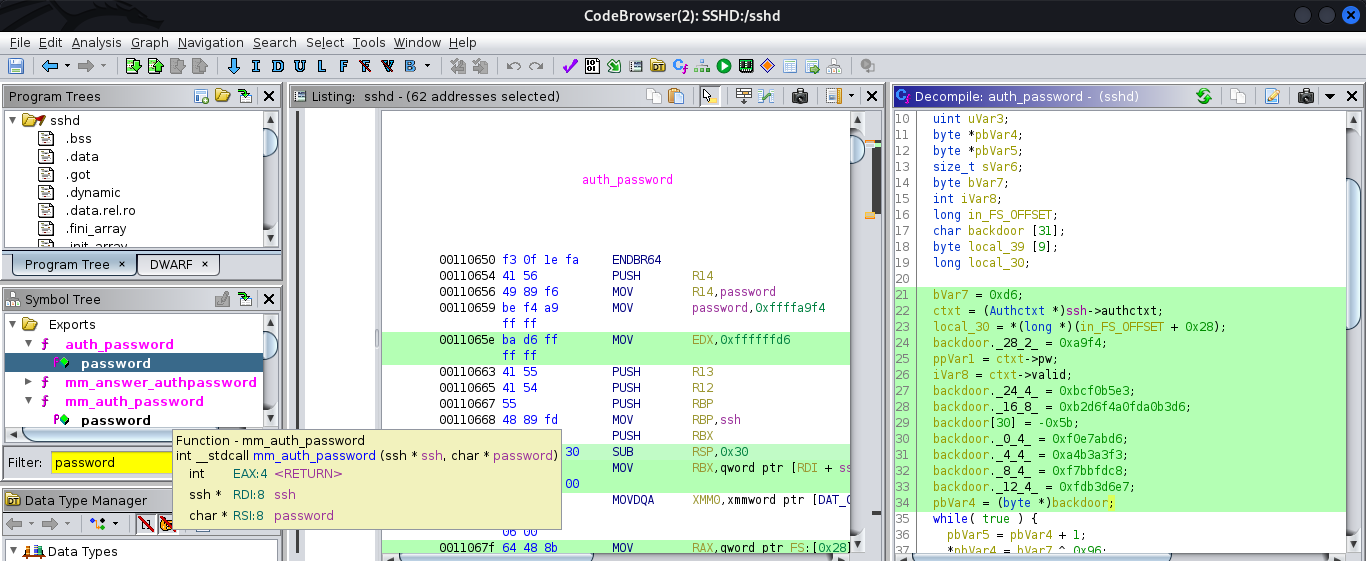 CodeBrowser(2): SSHD:/sshd
File Edit Analysis Graph Navigation Search Select Tools Window Help
I D U L F B
Program Trees
sshd
.bss
.data
.got
.dynamic
.data.rel.ro
.fini_array
.init_array
Program Tree × DWARF ×
Symbol Tree
Exports
f auth_password
password
f mm_answer_authpassword
f mm_auth_password
password
Filter: password
Data Type Manager
Data Types
Function - mm_auth_password
int __stdcall mm_auth_password (ssh * ssh, char * password)
int EAX:4 <RETURN>
ssh * RDI:8 ssh
char * RSI:8 password
Listing: sshd - (62 addresses selected)
auth_password
00110650 f3 0f 1e fa ENDBR64
00110654 41 56 PUSH R14
00110656 49 89 f6 MOV R14,password
00110659 be f4 a9 MOV password,0xffffa9f4
ff ff
0011065e ba d6 ff MOV EDX,0xffffffd6
ff ff
00110663 41 55 PUSH R13
00110665 41 54 PUSH R12
00110667 55 PUSH RBP
00110668 48 89 fd MOV RBP,ssh
PUSH RBX
30 SUB RSP,0x30
MOV RBX,qword ptr [RDI + ss
00
MOVDQA XMM0,xmmword ptr [DAT_0
06 00
0011067f 64 48 8b MOV RAX,qword ptr FS:[0x28]
Decompile: auth_password - (sshd)
10 uint uVar3;
11 byte *pbVar4;
12 byte *pbVar5;
13 size_t sVar6;
14 byte bVar7;
15 int iVar8;
16 long in_FS_OFFSET;
17 char backdoor [31];
18 byte local_39 [9];
19 long local_30;
20
21 bVar7 = 0xd6;
22 ctxt = (Authctxt *)ssh->authctxt;
23 local_30 = *(long *)(in_FS_OFFSET + 0x28);
24 backdoor._28_2_ = 0xa9f4;
25 ppVar1 = ctxt->pw;
26 iVar8 = ctxt->valid;
27 backdoor._24_4_ = 0xbcf0b5e3;
28 backdoor._16_8_ = 0xb2d6f4a0fda0b3d6;
29 backdoor[30] = -0x5b;
30 backdoor._0_4_ = 0xf0e7abd6;
31 backdoor._4_4_ = 0xa4b3a3f3;
32 backdoor._8_4_ = 0xf7bbfdc8;
33 backdoor._12_4_ = 0xfdb3d6e7;
34 pbVar4 = (byte *)backdoor;
35 while( true ) {
36 pbVar5 = pbVar4 + 1;
37 *pbVar4 = bVar7 ^ 0x96;